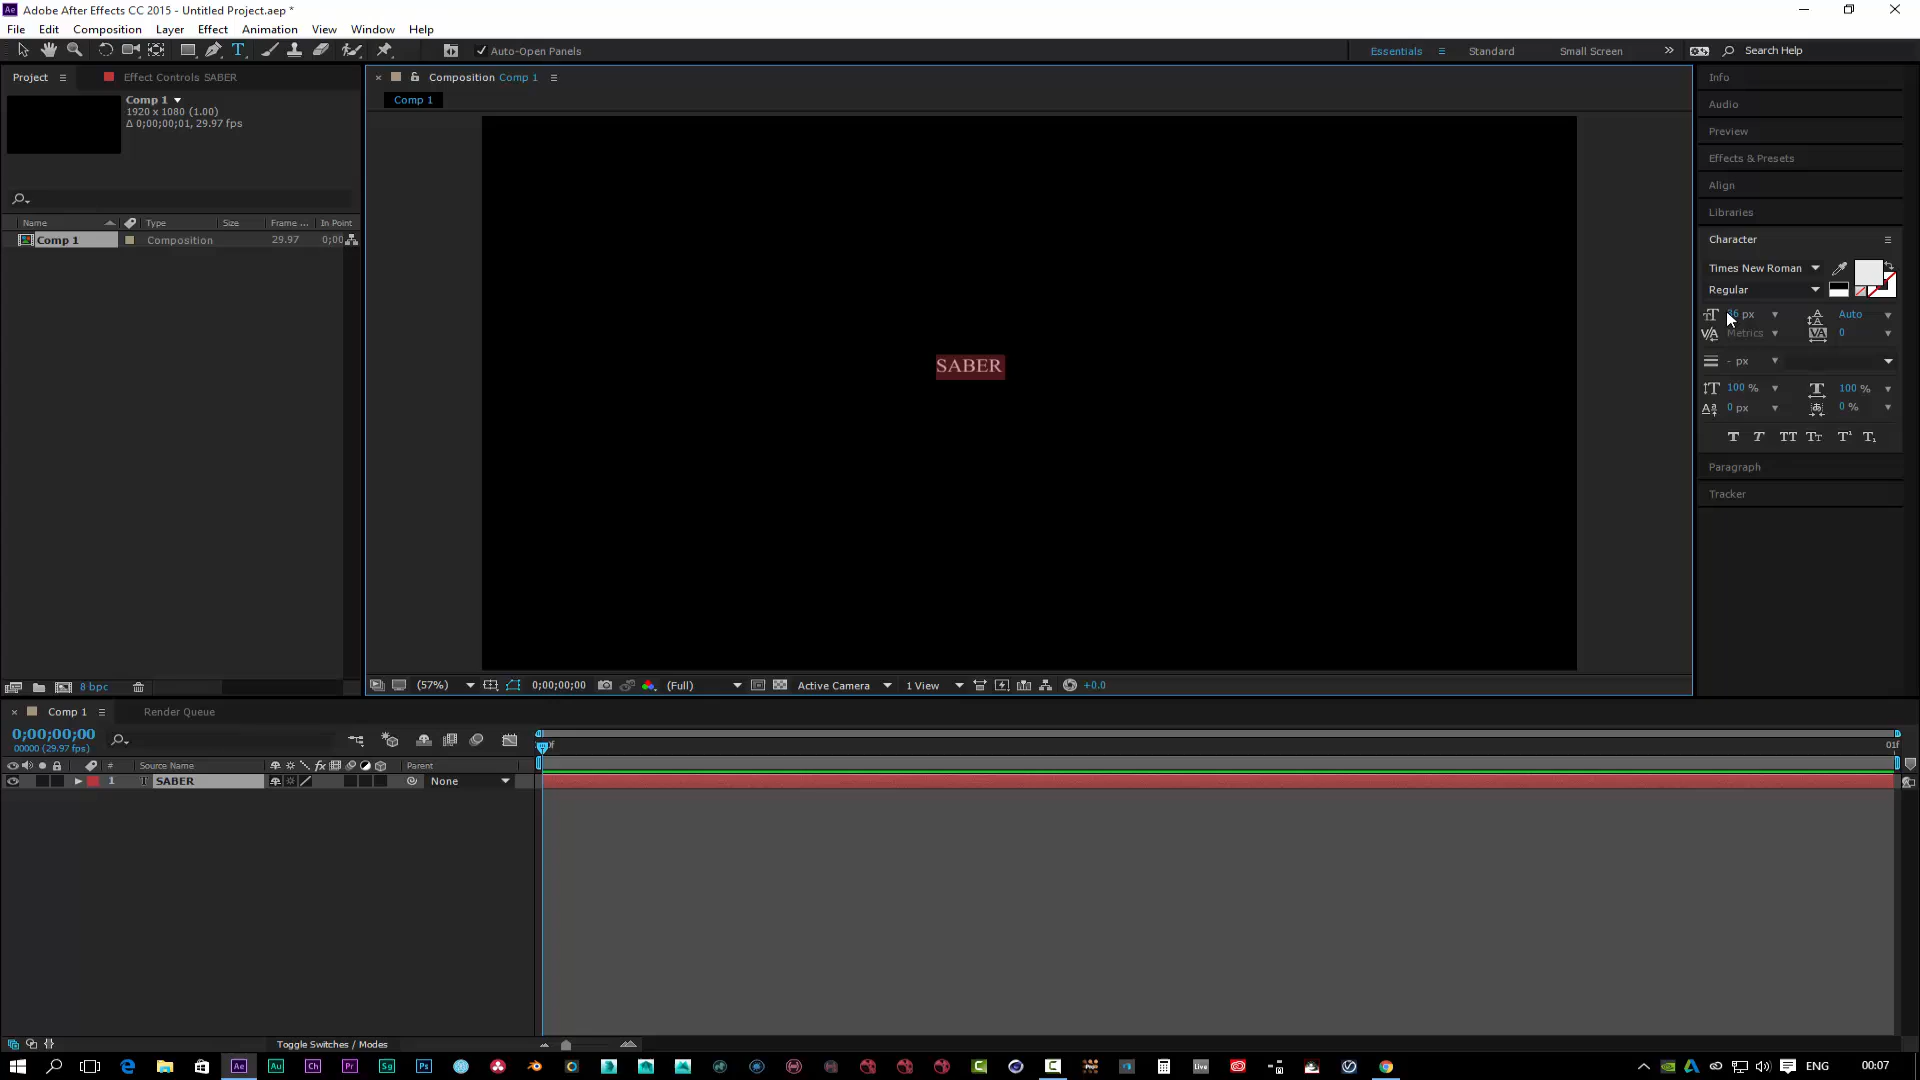 Adobe After Effects CC 2015 - Untitled Project.aep *
File Edit Composition Layer Effect Animation View Window Help
Auto-Open Panels
Essentials Standard Small Screen Search Help
Project Effect Controls SABER
Composition Comp 1
Comp 1
Comp 1
1920 x 1080 (1.00)
Δ 0;00;00;01, 29.97 fps
Name Type Size Frame ... In Point
Comp 1 Composition 29.97 0;00
8 bpc
SABER
(57%) 0;00;00;00 (Full) Active Camera 1 View +0.0
Info
Audio
Preview
Effects & Presets
Align
Libraries
Character
Times New Roman
Regular
px Auto
Metrics 0
- px
100 % 100 %
0 px 0 %
Paragraph
Tracker
Comp 1 Render Queue
0;00;00;00
00000 (29.97 fps)
01f
# Source Name Parent
1 SABER None
Toggle Switches / Modes
ENG 00:07